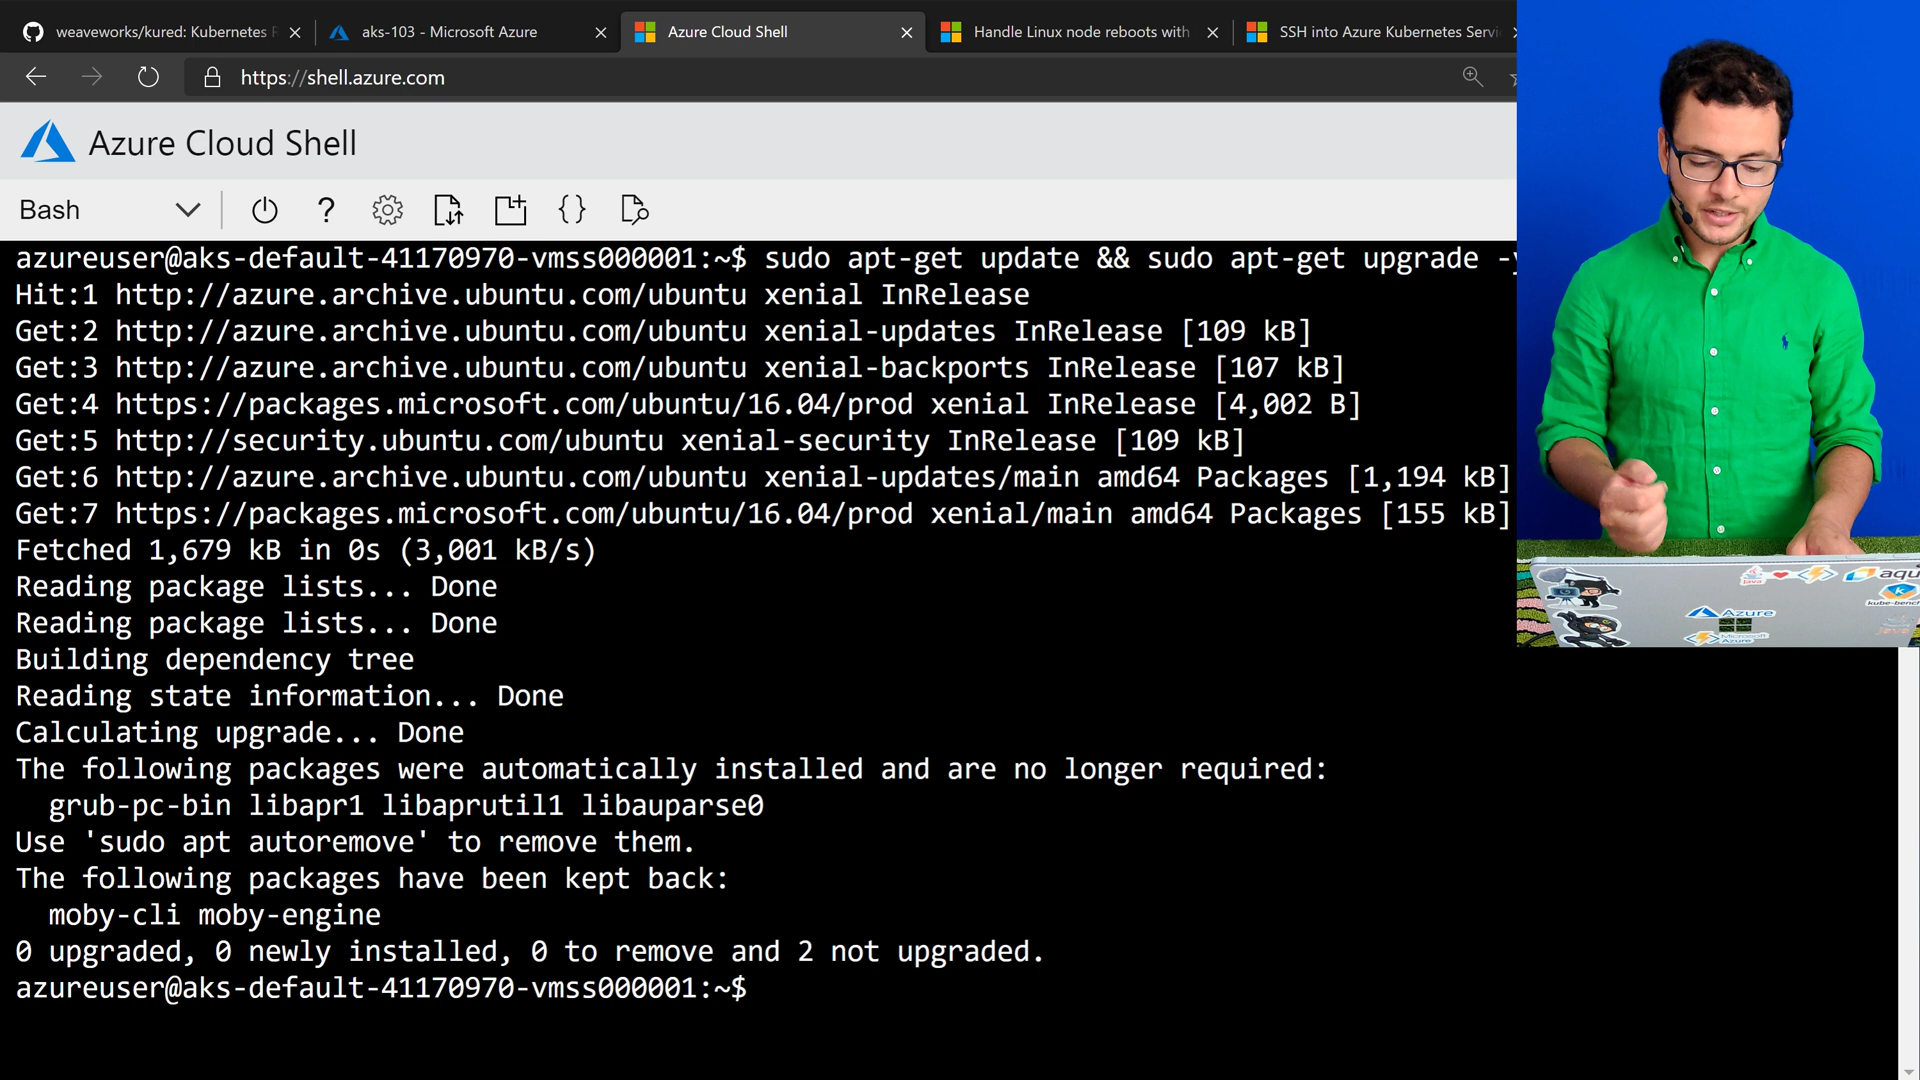 weaveworks/kured: Kubernetes
aks-103 - Microsoft Azure
Azure Cloud Shell
Handle Linux node reboots with
SSH into Azure Kubernetes Servi
https://shell.azure.com
Azure Cloud Shell
Bash
azureuser@aks-default-41170970-vmss000001:~$ sudo apt-get update && sudo apt-get upgrade -y
Hit:1 http://azure.archive.ubuntu.com/ubuntu xenial InRelease
Get:2 http://azure.archive.ubuntu.com/ubuntu xenial-updates InRelease [109 kB]
Get:3 http://azure.archive.ubuntu.com/ubuntu xenial-backports InRelease [107 kB]
Get:4 https://packages.microsoft.com/ubuntu/16.04/prod xenial InRelease [4,002 B]
Get:5 http://security.ubuntu.com/ubuntu xenial-security InRelease [109 kB]
Get:6 http://azure.archive.ubuntu.com/ubuntu xenial-updates/main amd64 Packages [1,194 kB]
Get:7 https://packages.microsoft.com/ubuntu/16.04/prod xenial/main amd64 Packages [155 kB]
Fetched 1,679 kB in 0s (3,001 kB/s)
Reading package lists... Done
Reading package lists... Done
Building dependency tree
Reading state information... Done
Calculating upgrade... Done
The following packages were automatically installed and are no longer required:
  grub-pc-bin libapr1 libaprutil1 libauparse0
Use 'sudo apt autoremove' to remove them.
The following packages have been kept back:
  moby-cli moby-engine
0 upgraded, 0 newly installed, 0 to remove and 2 not upgraded.
azureuser@aks-default-41170970-vmss000001:~$
Java
aqu
kube-bench
Azure
Microsoft
Azure
Java